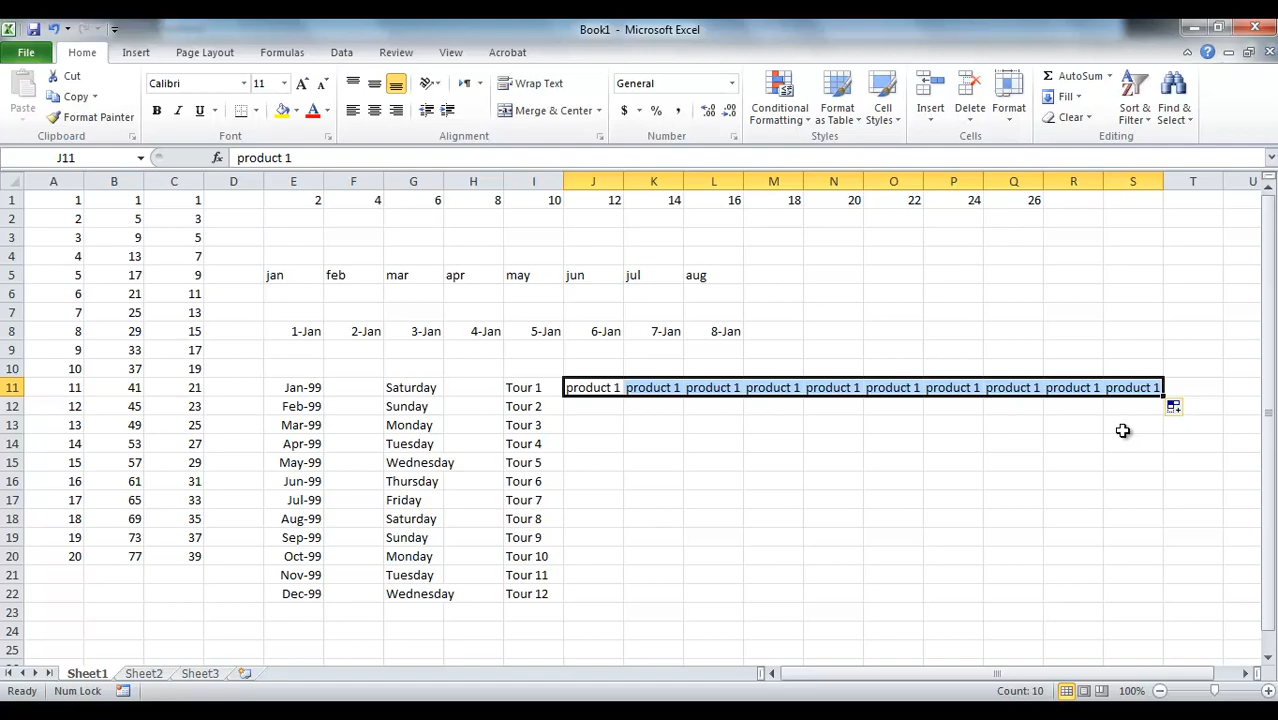 Book1 - Microsoft Excel
File Home Insert Page Layout Formulas Data Review View Acrobat
Paste
Cut
Copy
Format Painter
Clipboard
Calibri 11
B I U
Font
Wrap Text
Merge & Center
Alignment
General
$ % ,
Number
Conditional Formatting
Format as Table
Cell Styles
Styles
Insert Delete Format
Cells
AutoSum
Fill
Clear
Sort & Filter
Find & Select
Editing
J11 fx product 1
A B C D E F G H I J K L M N O P Q R S T U
1 1 1 1 2 4 6 8 10 12 14 16 18 20 22 24 26
2 2 5 3
3 3 9 5
4 4 13 7
5 5 17 9 jan feb mar apr may jun jul aug
6 6 21 11
7 7 25 13
8 8 29 15 1-Jan 2-Jan 3-Jan 4-Jan 5-Jan 6-Jan 7-Jan 8-Jan
9 9 33 17
10 10 37 19
11 11 41 21 Jan-99 Saturday Tour 1 product 1 product 1 product 1 product 1 product 1 product 1 product 1 product 1 product 1 product 1
12 12 45 23 Feb-99 Sunday Tour 2
13 13 49 25 Mar-99 Monday Tour 3
14 14 53 27 Apr-99 Tuesday Tour 4
15 15 57 29 May-99 Wednesday Tour 5
16 16 61 31 Jun-99 Thursday Tour 6
17 17 65 33 Jul-99 Friday Tour 7
18 18 69 35 Aug-99 Saturday Tour 8
19 19 73 37 Sep-99 Sunday Tour 9
20 20 77 39 Oct-99 Monday Tour 10
21 Nov-99 Tuesday Tour 11
22 Dec-99 Wednesday Tour 12
23
24
25
Sheet1 Sheet2 Sheet3
Ready Num Lock Count: 10 100%